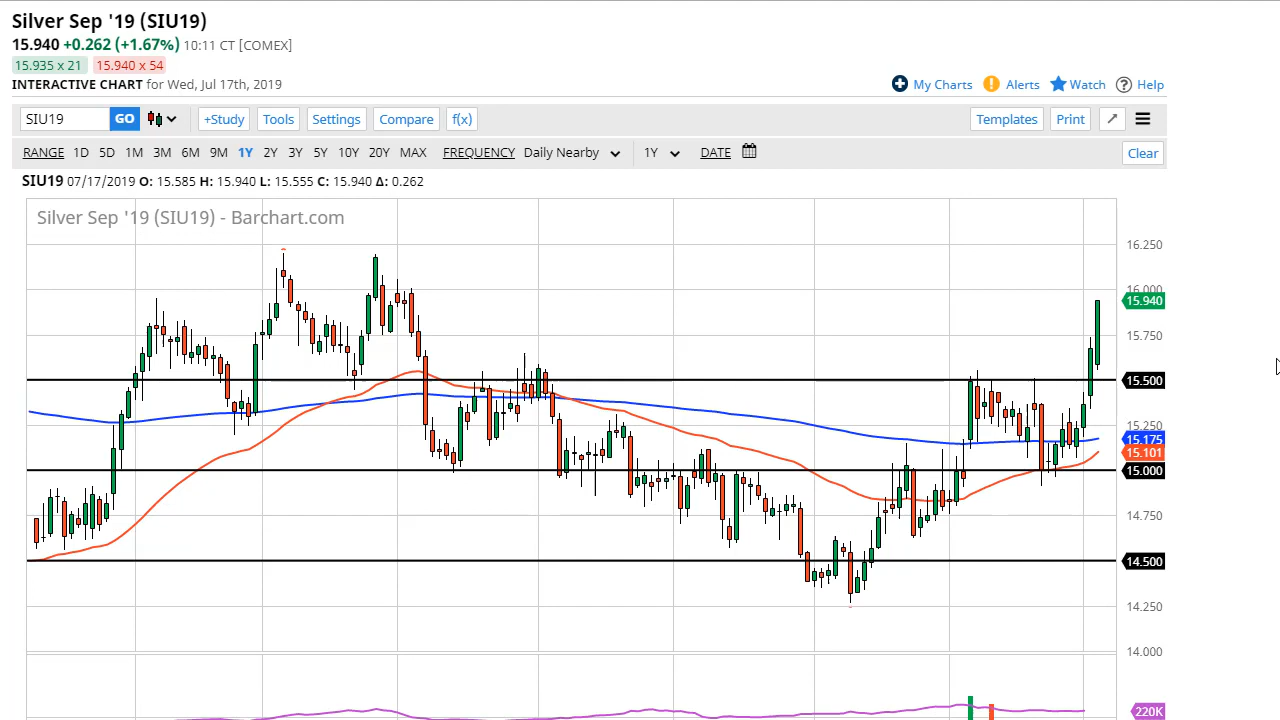 Silver Sep '19 (SIU19)
15.940 +0.262 (+1.67%) 10:11 CT [COMEX]
15.935 x 21 15.940 x 54
INTERACTIVE CHART for Wed, Jul 17th, 2019
My Charts Alerts Watch Help
SIU19 GO +Study Tools Settings Compare f(x) Templates Print
RANGE 1D 5D 1M 3M 6M 9M 1Y 2Y 3Y 5Y 10Y 20Y MAX FREQUENCY Daily Nearby 1Y DATE Clear
SIU19 07/17/2019 O: 15.585 H: 15.940 L: 15.555 C: 15.940 Δ: 0.262
Silver Sep '19 (SIU19) - Barchart.com
16.250
16.000
15.940
15.750
15.500
15.250
15.175
15.101
15.000
14.750
14.500
14.250
14.000
220K